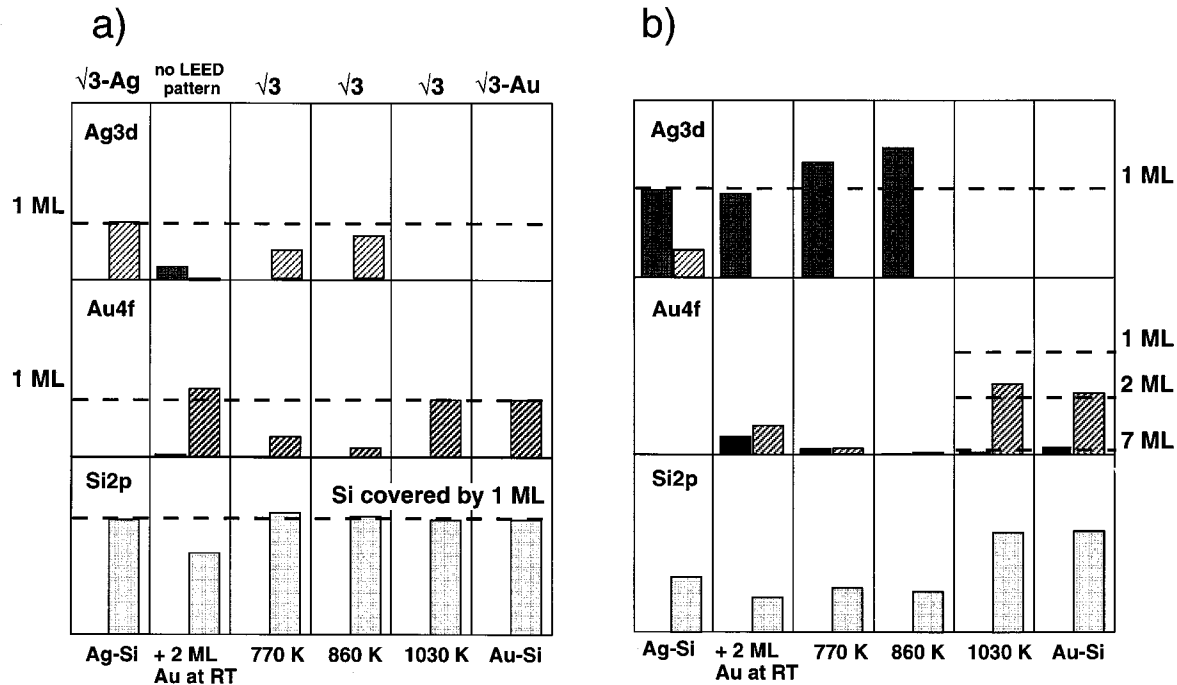 a)
√3-Ag
no LEED
pattern
√3
√3
√3
√3-Au
Ag3d
1 ML
Au4f
1 ML
Si2p
Si covered by 1 ML
Ag-Si
+ 2 ML
Au at RT
770 K
860 K
1030 K
Au-Si
b)
Ag3d
1 ML
Au4f
1 ML
2 ML
7 ML
Si2p
Ag-Si
+ 2 ML
Au at RT
770 K
860 K
1030 K
Au-Si